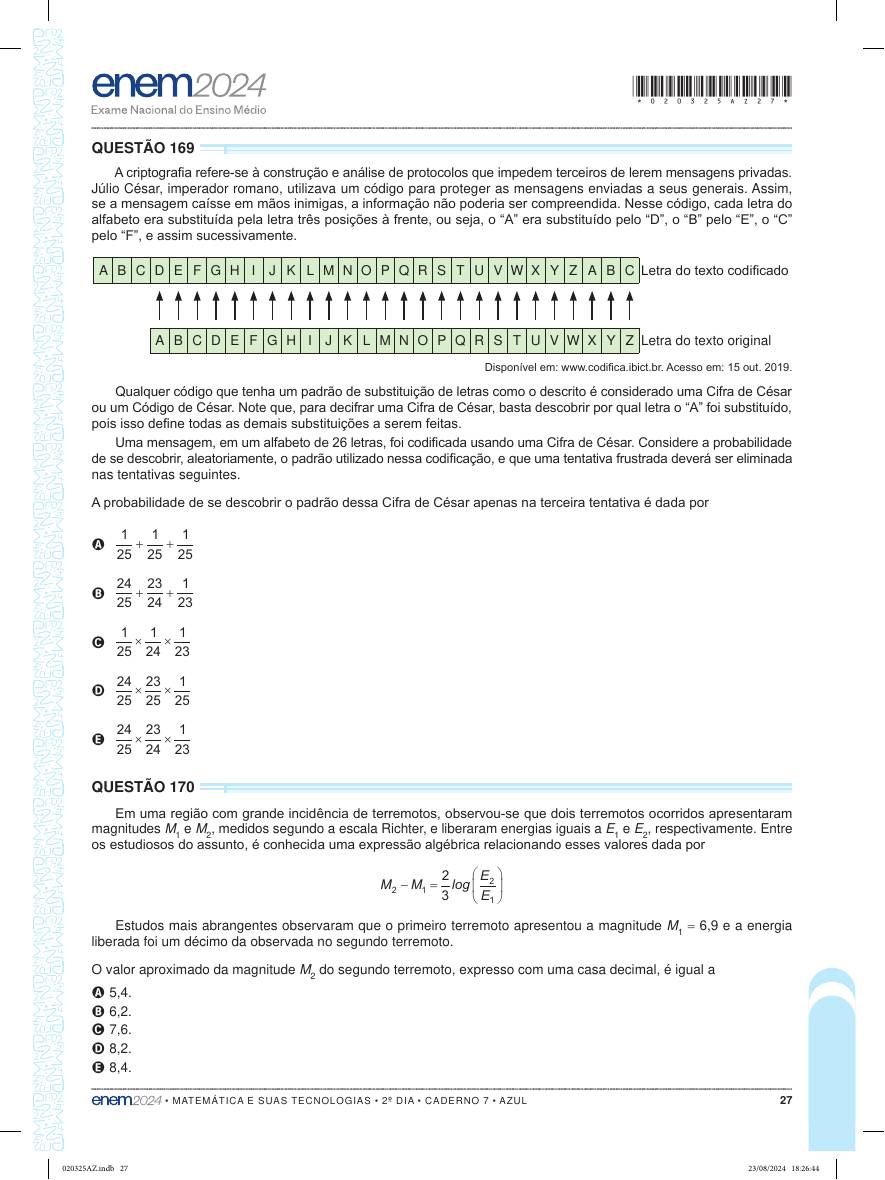 enem2024
Exame Nacional do Ensino Médio
*020325AZ27*
QUESTÃO 169
A criptografia refere-se à construção e análise de protocolos que impedem terceiros de lerem mensagens privadas.
Júlio César, imperador romano, utilizava um código para proteger as mensagens enviadas a seus generais. Assim,
se a mensagem caísse em mãos inimigas, a informação não poderia ser compreendida. Nesse código, cada letra do
alfabeto era substituída pela letra três posições à frente, ou seja, o “A” era substituído pelo “D”, o “B” pelo “E”, o “C”
pelo “F”, e assim sucessivamente.
A B C D E F G H I J K L M N O P Q R S T U V W X Y Z A B C Letra do texto codificado
A B C D E F G H I J K L M N O P Q R S T U V W X Y Z Letra do texto original
Disponível em: www.codifica.ibict.br. Acesso em: 15 out. 2019.
Qualquer código que tenha um padrão de substituição de letras como o descrito é considerado uma Cifra de César
ou um Código de César. Note que, para decifrar uma Cifra de César, basta descobrir por qual letra o “A” foi substituído,
pois isso define todas as demais substituições a serem feitas.
Uma mensagem, em um alfabeto de 26 letras, foi codificada usando uma Cifra de César. Considere a probabilidade
de se descobrir, aleatoriamente, o padrão utilizado nessa codificação, e que uma tentativa frustrada deverá ser eliminada
nas tentativas seguintes.
A probabilidade de se descobrir o padrão dessa Cifra de César apenas na terceira tentativa é dada por
A 1/25 + 1/25 + 1/25
B 24/25 + 23/24 + 1/23
C 1/25 × 1/24 × 1/23
D 24/25 × 23/25 × 1/25
E 24/25 × 23/24 × 1/23
QUESTÃO 170
Em uma região com grande incidência de terremotos, observou-se que dois terremotos ocorridos apresentaram
magnitudes M1 e M2, medidos segundo a escala Richter, e liberaram energias iguais a E1 e E2, respectivamente. Entre
os estudiosos do assunto, é conhecida uma expressão algébrica relacionando esses valores dada por
M2 − M1 = 2/3 log(E2/E1)
Estudos mais abrangentes observaram que o primeiro terremoto apresentou a magnitude M1 = 6,9 e a energia
liberada foi um décimo da observada no segundo terremoto.
O valor aproximado da magnitude M2 do segundo terremoto, expresso com uma casa decimal, é igual a
A 5,4.
B 6,2.
C 7,6.
D 8,2.
E 8,4.
enem2024 • MATEMÁTICA E SUAS TECNOLOGIAS • 2º DIA • CADERNO 7 • AZUL
27
020325AZ.indb 27
23/08/2024 18:26:44